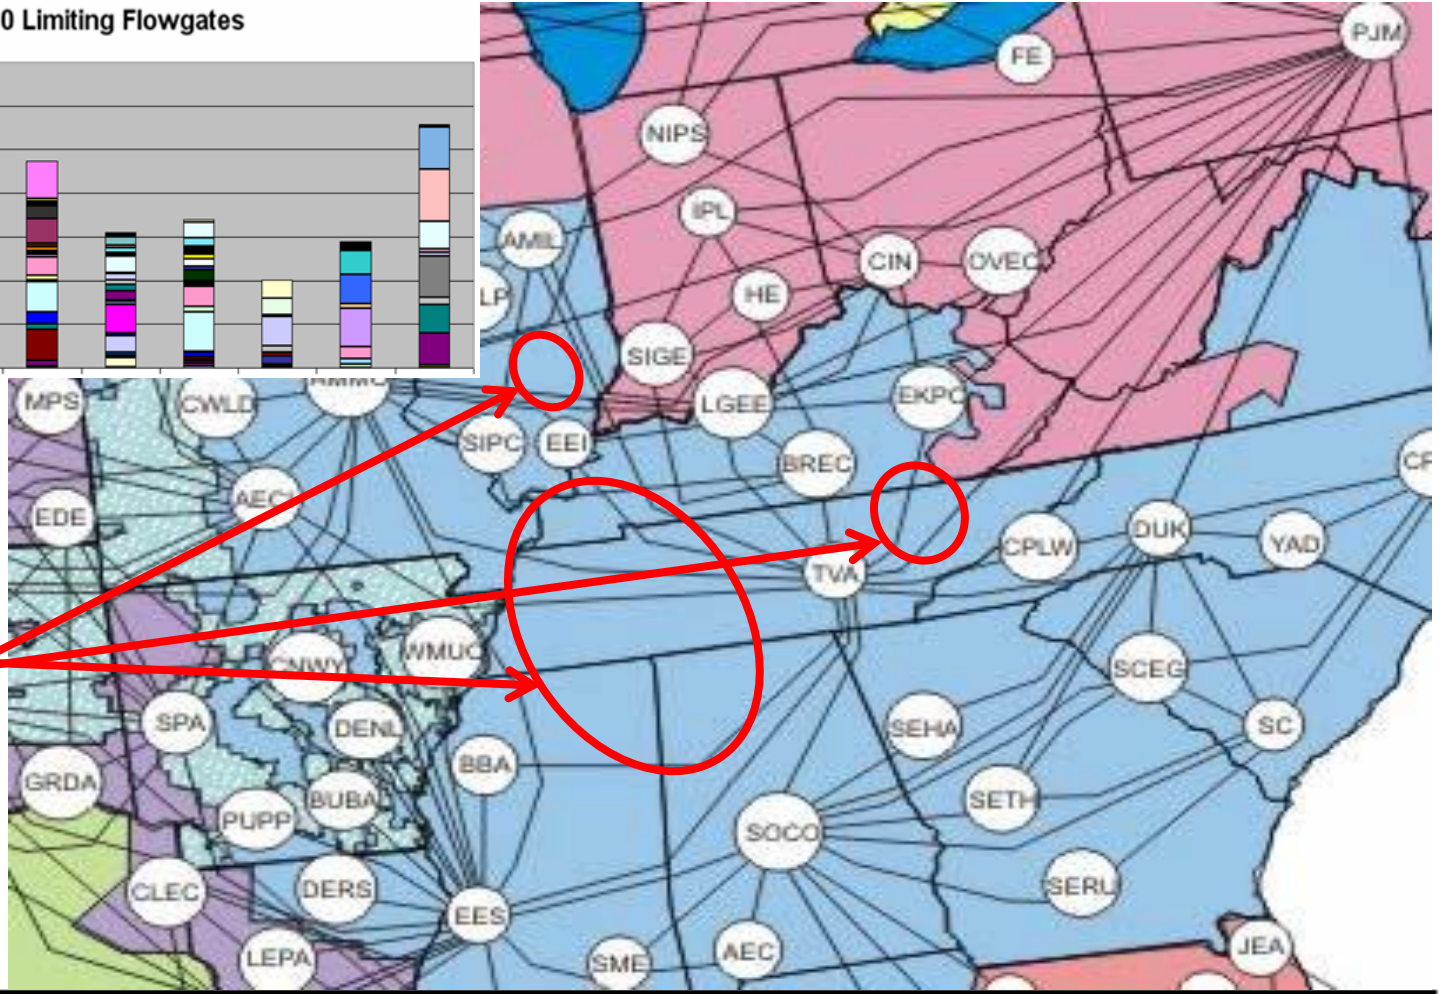 0 Limiting Flowgates
PJM
FE
NIPS
IPL
AMIL
CIN
OVEC
LP
HE
SIGE
MPS
CWLD
AMMO
LGEE
EKPC
SIPC
EEI
BREC
AECI
EDE
CPLW
DUK
YAD
TVA
CNWY
WMUC
SCEG
SPA
DENL
SEHA
SC
BBA
GRDA
BUBA
PUPP
SETH
SOCO
CLEC
DERS
SERU
EES
LEPA
SME
AEC
JEA